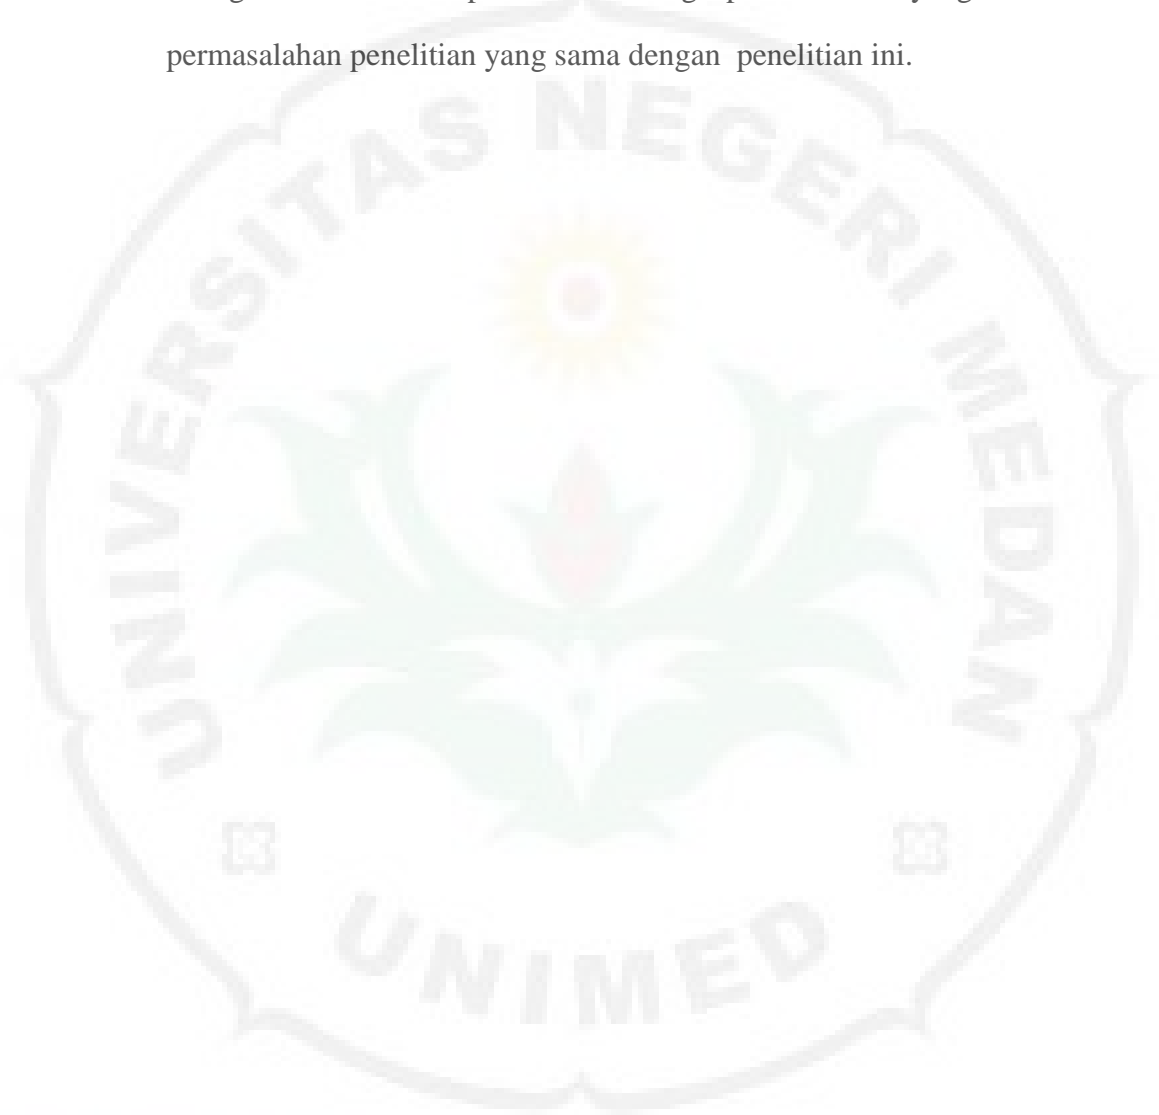 permasalahan penelitian yang sama dengan penelitian ini.
UNIVERSITAS NEGERI MEDAN
UNIMED